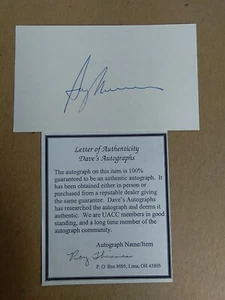 Letter of Authenticity
Dave's Autographs
The autograph on this item is 100%
guaranteed to be an authentic autograph. It
has been obtained either in person or
purchased from a reputable dealer giving
the same guarantee. Dave's Autographs
has researched the autograph and deems it
authentic. We are UACC members in good
standing, and a long time member of the
autograph community.
Autograph Name/Item
Roy Thomas
P. O. Box 8091, Lima, OH 45805